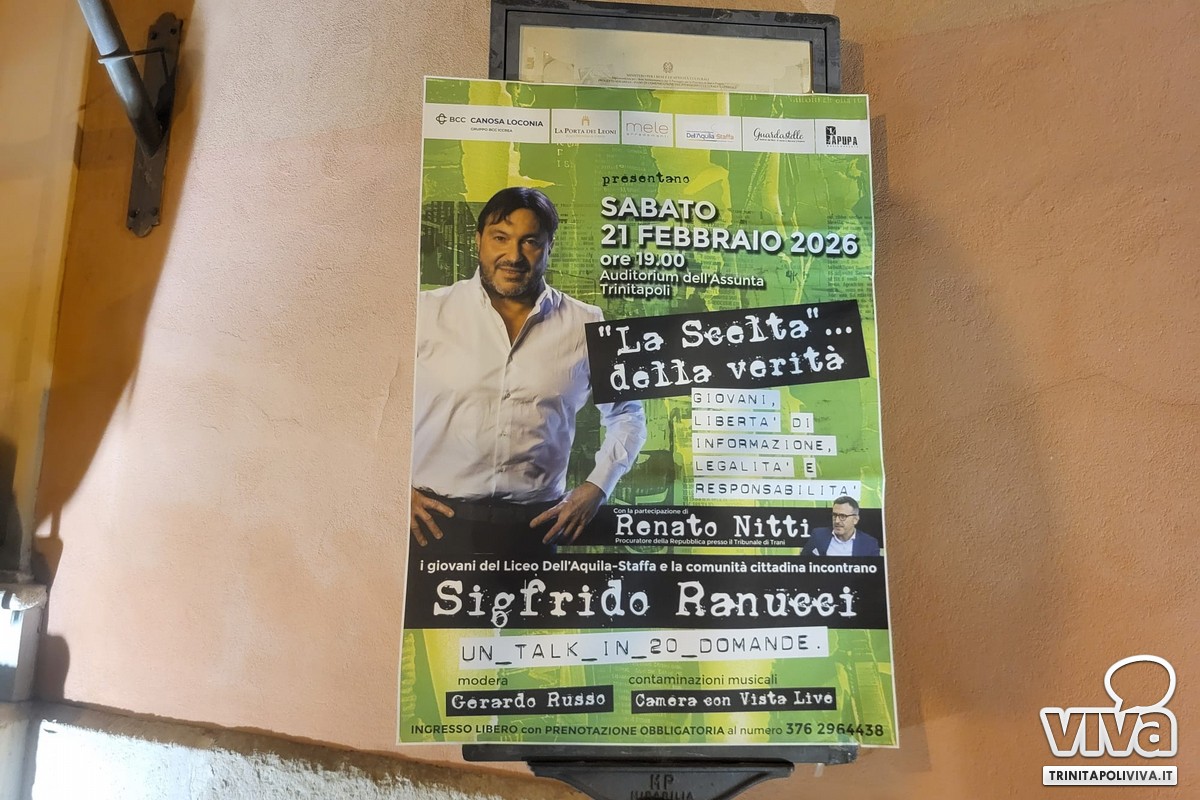 BCC CANOSA LOCONIA
GRUPPO BCC ICCREA
LA PORTA DEI LEONI
mele
Dell'Aquila Staffa
Guardastelle
RAPUPA
presentano
SABATO
21 FEBBRAIO 2026
ore 19.00
Auditorium dell'Assunta
Trinitapoli
"La Scelta"...
della verità
GIOVANI,
LIBERTA' DI
INFORMAZIONE,
LEGALITA' E
RESPONSABILITA'
Con la partecipazione di
Renato Nitti
Procuratore della Repubblica presso il Tribunale di Trani
i giovani del Liceo Dell'Aquila-Staffa e la comunità cittadina incontrano
Sigfrido Ranucci
UN_TALK_IN_20_DOMANDE.
modera
Gerardo Russo
contaminazioni musicali
Camera con Vista Live
INGRESSO LIBERO con PRENOTAZIONE OBBLIGATORIA al numero 376 2964438
VIVA
TRINITAPOLIVIVA.IT